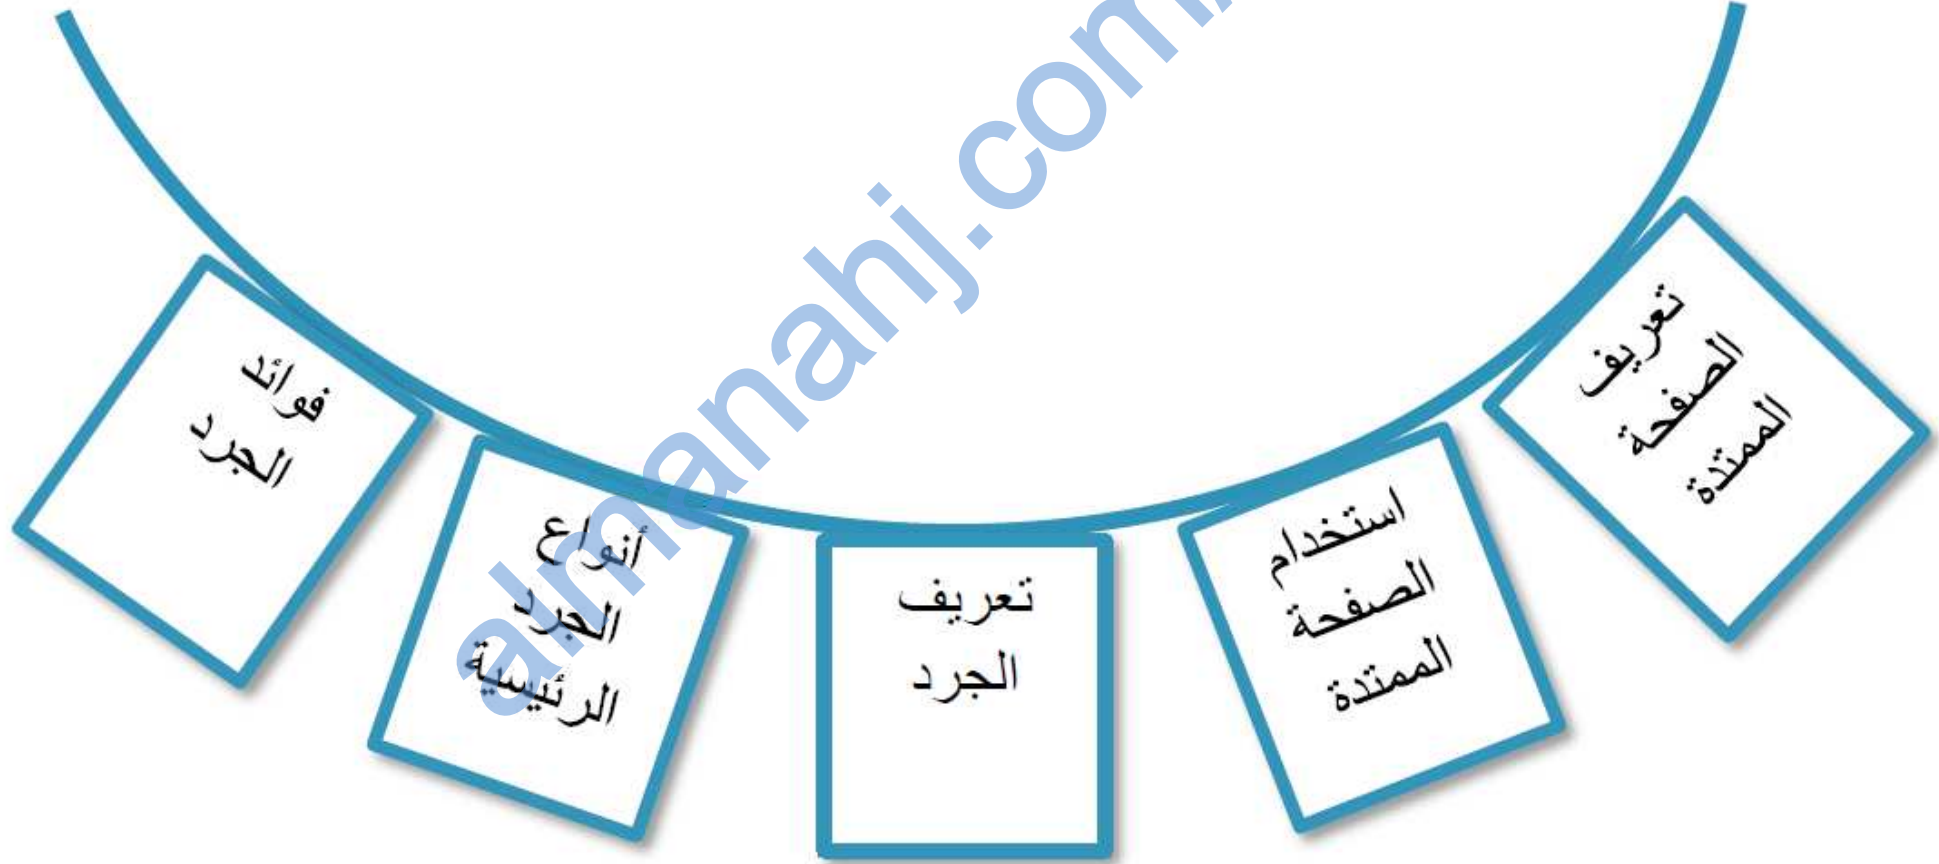 تعريف
الصفحة
الممتدة
استخدام
الصفحة
الممتدة
تعريف
الجرد
أنواع
الجرد
الرئيسية
فوائد
الجرد
almanahj.com